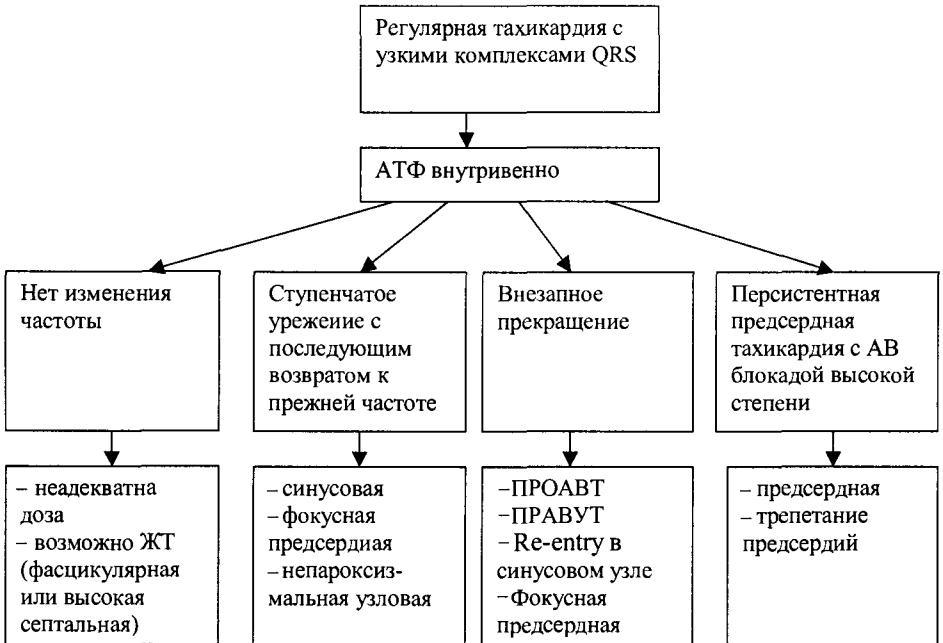 Регулярная тахикардия с
узкими комплексами QRS
АТФ внутривенно
Нет изменения
частоты
Ступенчатое
урежеиие с
последующим
возвратом к
прежней частоте
Внезапное
прекращение
Персистентная
предсердная
тахикардия с АВ
блокадой высокой
степени
– неадекватна
доза
– возможно ЖТ
(фасцикулярная
или высокая
септальная)
– синусовая
– фокусная
предсердиая
– непароксиз-
мальная узловая
–ПРОАВТ
–ПРАВУТ
–Re-entry в
синусовом узле
–Фокусная
предсердная
– предсердная
– трепетание
предсердий